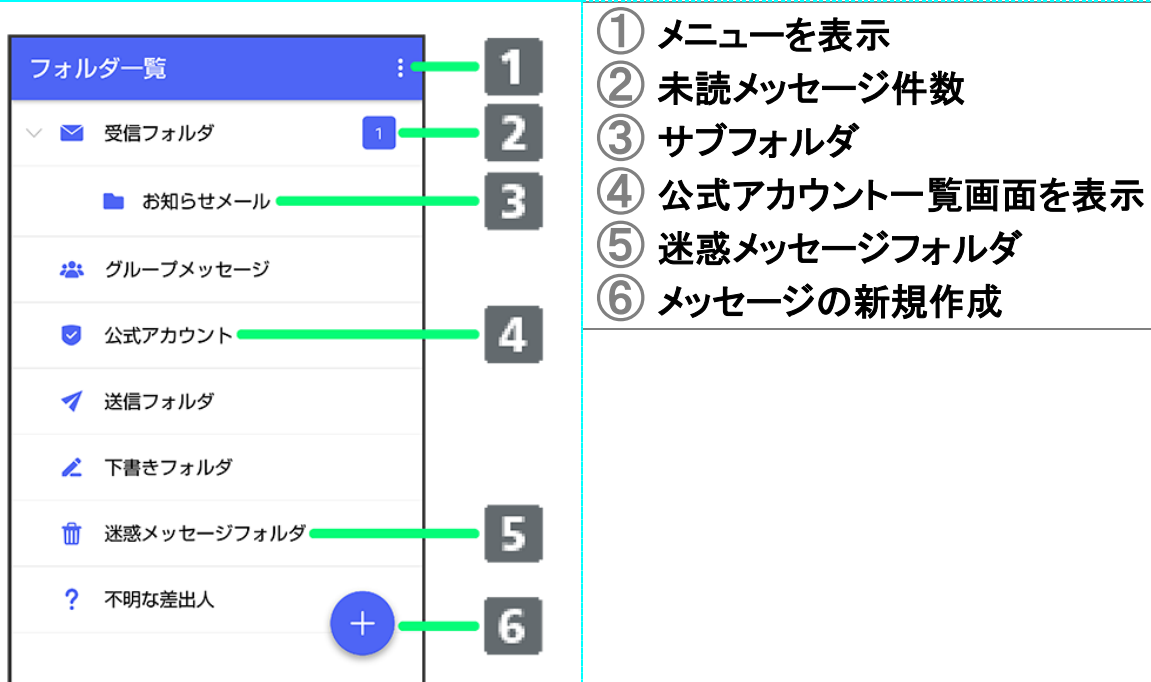 フォルダ一覧
1
受信フォルダ
1
2
お知らせメール
3
グループメッセージ
公式アカウント
4
送信フォルダ
下書きフォルダ
迷惑メッセージフォルダ
5
不明な差出人
6
① メニューを表示
② 未読メッセージ件数
③ サブフォルダ
④ 公式アカウント一覧画面を表示
⑤ 迷惑メッセージフォルダ
⑥ メッセージの新規作成